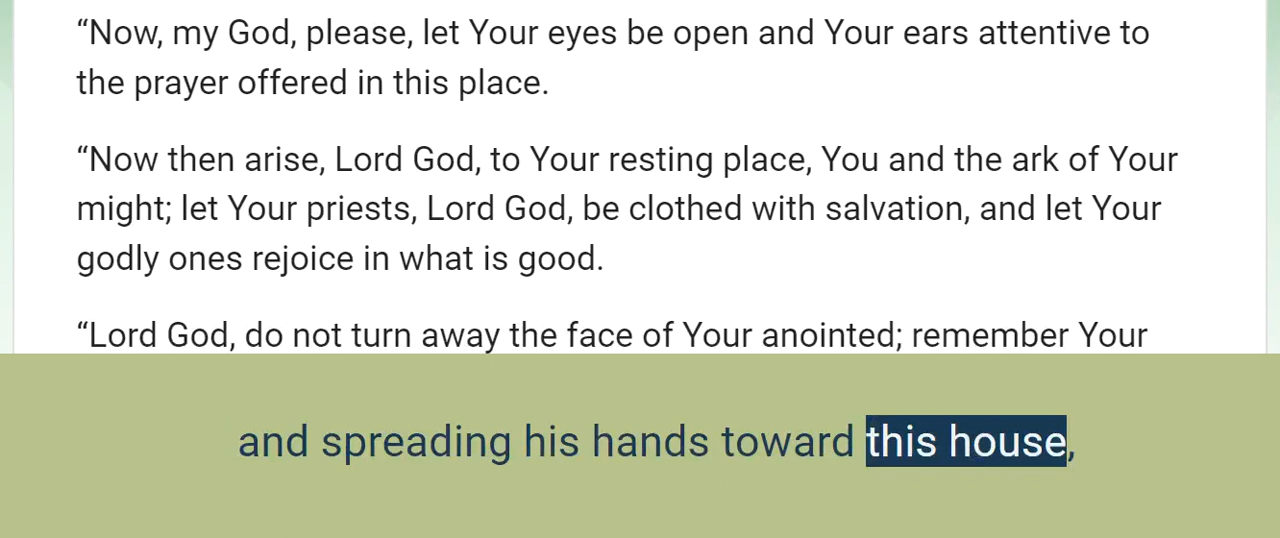 “Now, my God, please, let Your eyes be open and Your ears attentive to
the prayer offered in this place.
“Now then arise, Lord God, to Your resting place, You and the ark of Your
might; let Your priests, Lord God, be clothed with salvation, and let Your
godly ones rejoice in what is good.
“Lord God, do not turn away the face of Your anointed; remember Your
and spreading his hands toward this house,